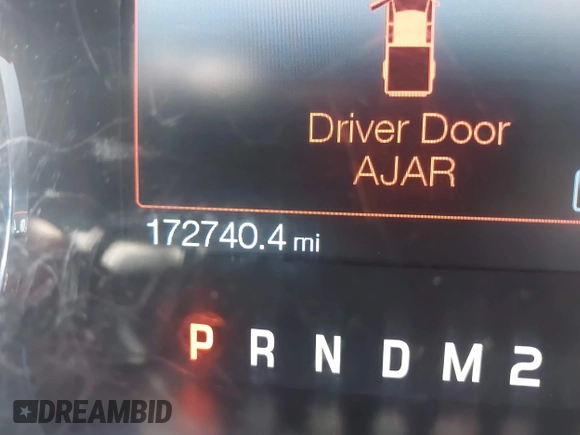 Driver Door
AJAR
172740.4 mi
P R N D M 2
DREAMBID